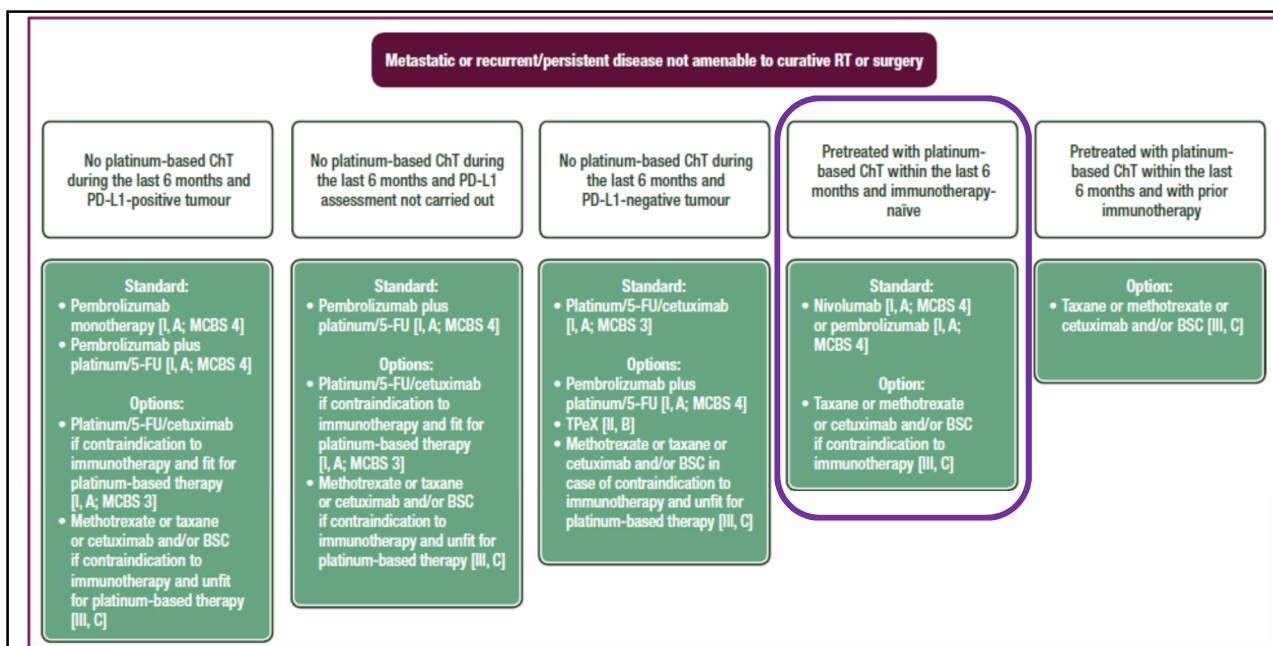 Metastatic or recurrent/persistent disease not amenable to curative RT or surgery
No platinum-based ChT
during the last 6 months and
PD-L1-positive tumour
Standard:
• Pembrolizumab
monotherapy [I, A; MCBS 4]
• Pembrolizumab plus
platinum/5-FU [I, A; MCBS 4]
Options:
• Platinum/5-FU/cetuximab
if contraindication to
immunotherapy and fit for
platinum-based therapy
[I, A; MCBS 3]
• Methotrexate or taxane
or cetuximab and/or BSC
if contraindication to
immunotherapy and unfit
for platinum-based therapy
[III, C]
No platinum-based ChT during
the last 6 months and PD-L1
assessment not carried out
Standard:
• Pembrolizumab plus
platinum/5-FU [I, A; MCBS 4]
Options:
• Platinum/5-FU/cetuximab
if contraindication to
immunotherapy and fit for
platinum-based therapy
[I, A; MCBS 3]
• Methotrexate or taxane
or cetuximab and/or BSC
if contraindication to
immunotherapy and unfit for
platinum-based therapy [III, C]
No platinum-based ChT during
the last 6 months and
PD-L1-negative tumour
Standard:
• Platinum/5-FU/cetuximab
[I, A; MCBS 3]
Options:
• Pembrolizumab plus
platinum/5-FU [I, A; MCBS 4]
• TPeX [II, B]
• Methotrexate or taxane or
cetuximab and/or BSC in
case of contraindication to
immunotherapy and unfit for
platinum-based therapy [III, C]
Pretreated with platinum-
based ChT within the last 6
months and immunotherapy-
naïve
Standard:
• Nivolumab [I, A; MCBS 4]
or pembrolizumab [I, A;
MCBS 4]
Option:
• Taxane or methotrexate
or cetuximab and/or BSC
if contraindication to
immunotherapy [III, C]
Pretreated with platinum-
based ChT within the last
6 months and with prior
immunotherapy
Option:
• Taxane or methotrexate or
cetuximab and/or BSC [III, C]